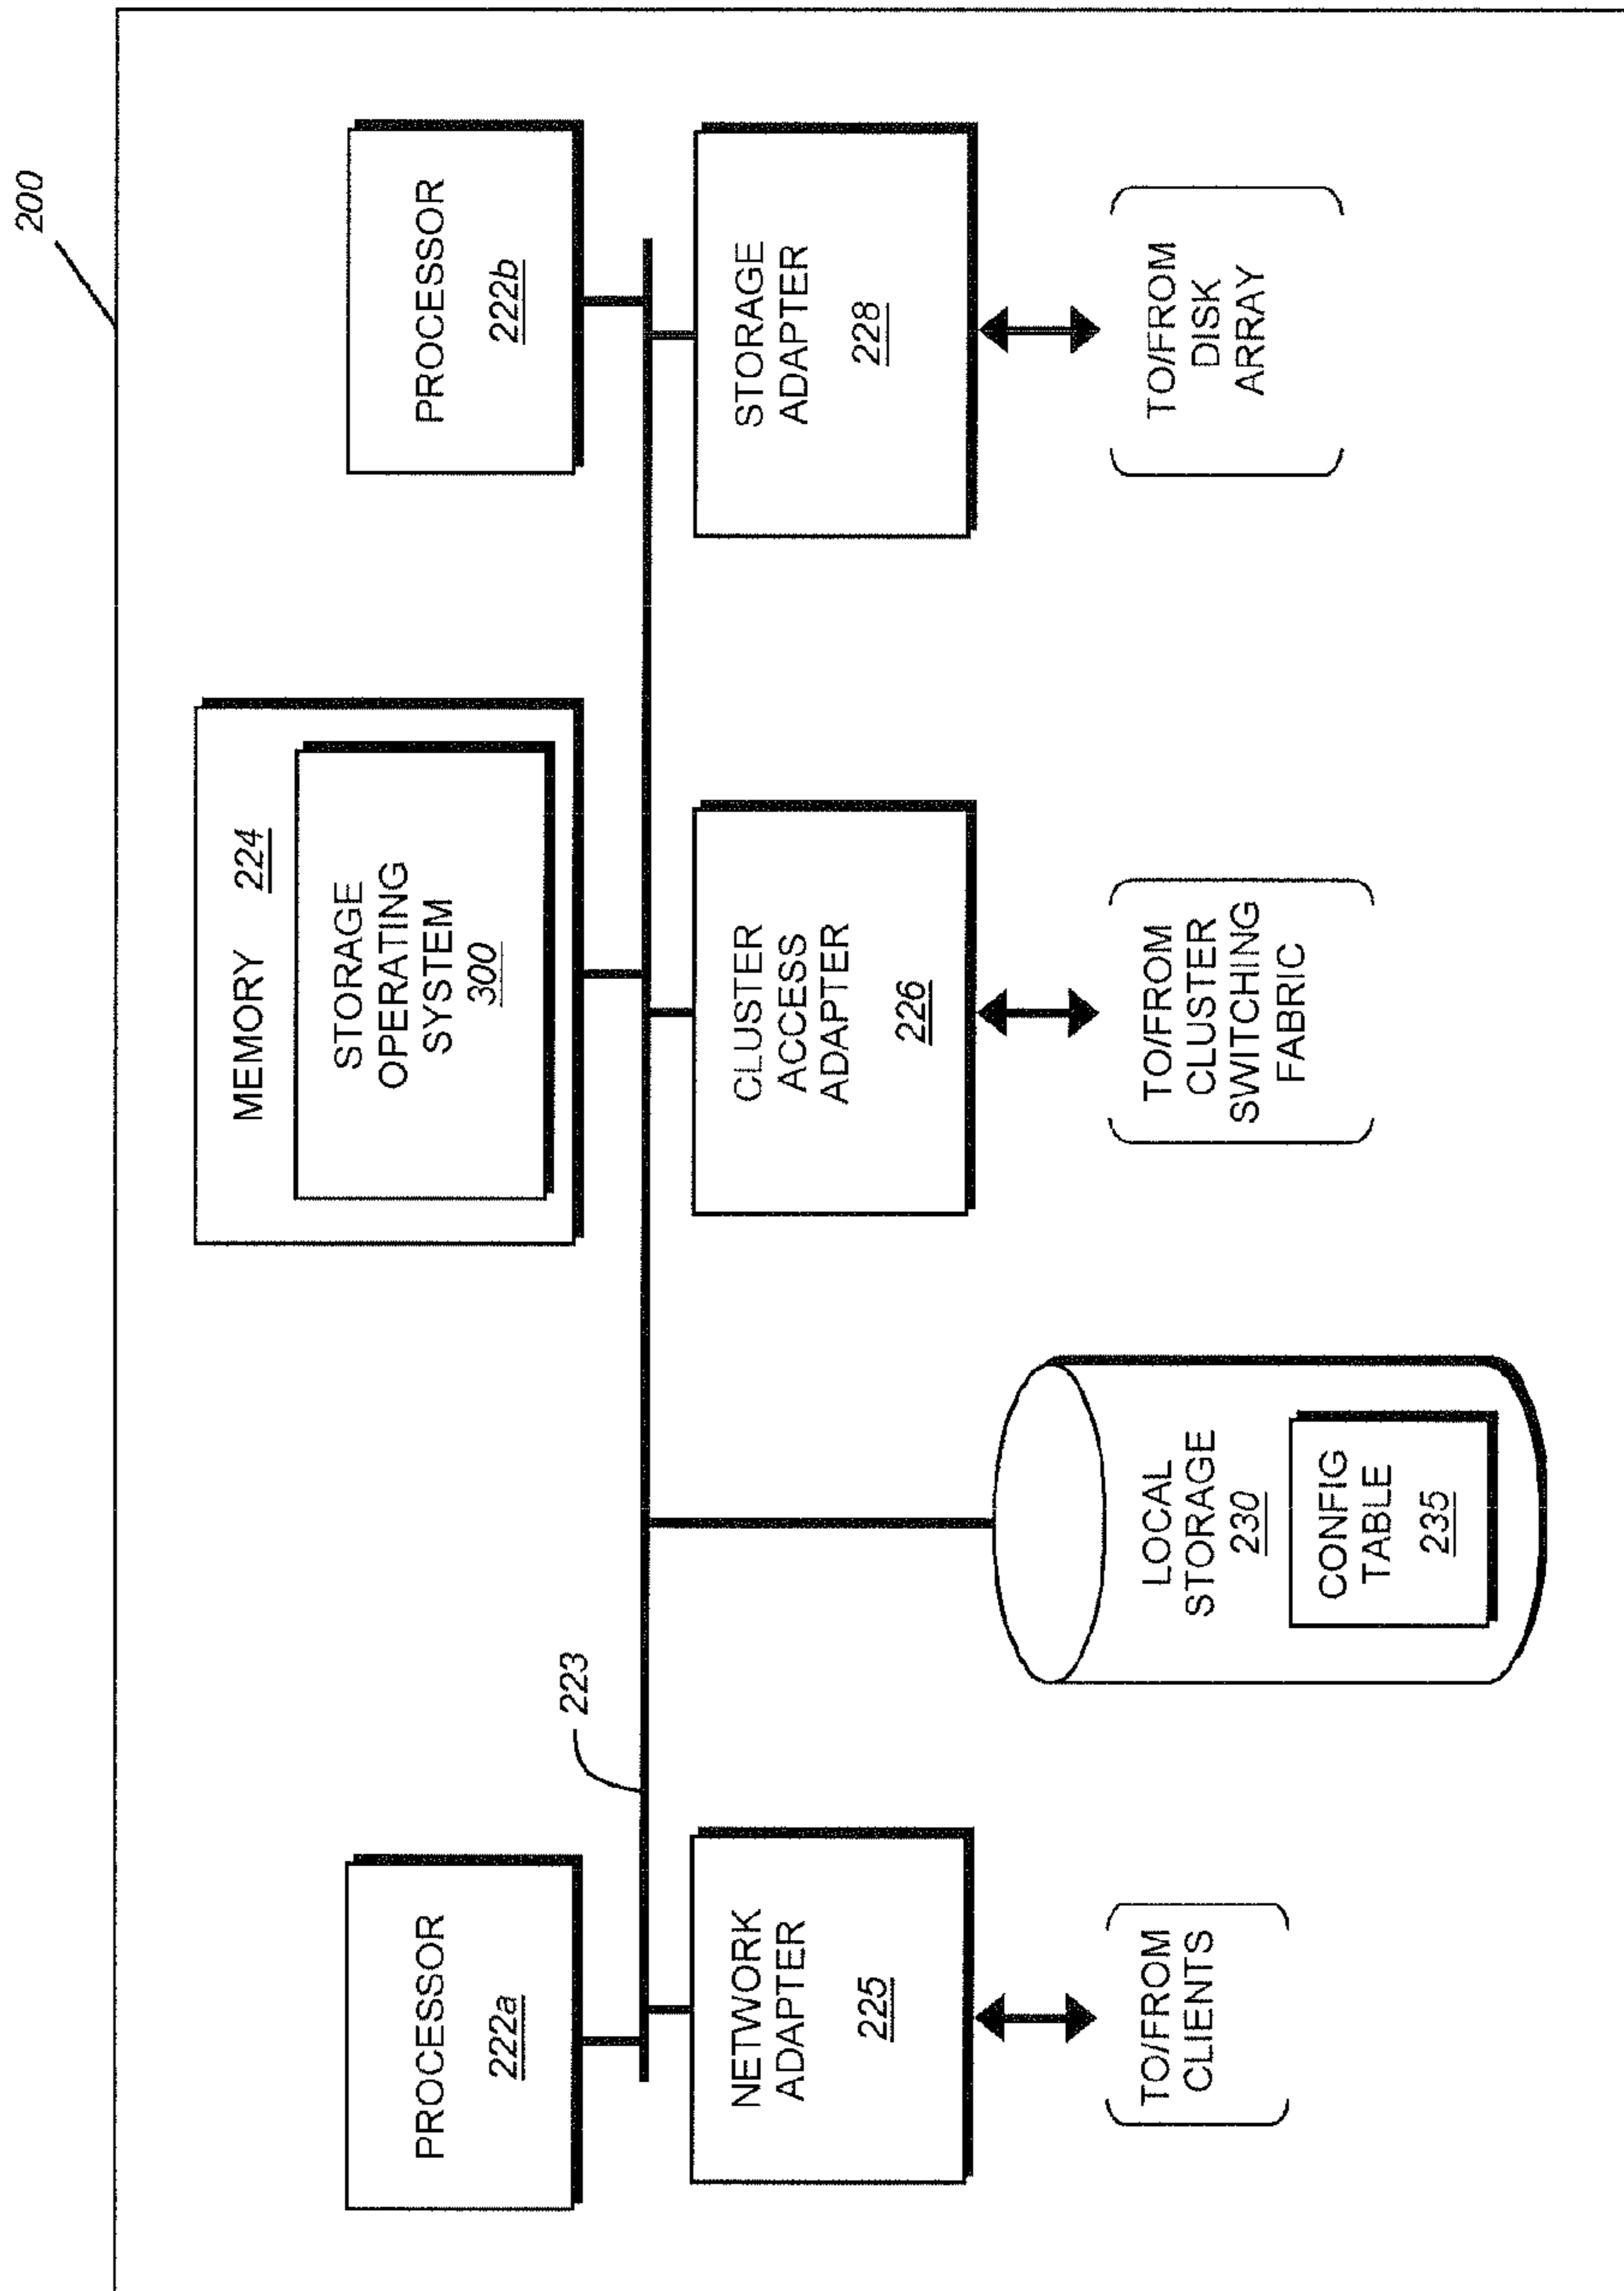 200
PROCESSOR
222a
MEMORY 224
STORAGE
OPERATING
SYSTEM
300
PROCESSOR
222b
223
NETWORK
ADAPTER
225
CLUSTER
ACCESS
ADAPTER
226
STORAGE
ADAPTER
228
LOCAL
STORAGE
230
CONFIG
TABLE
235
TO/FROM
CLIENTS
TO/FROM
CLUSTER
SWITCHING
FABRIC
TO/FROM
DISK
ARRAY